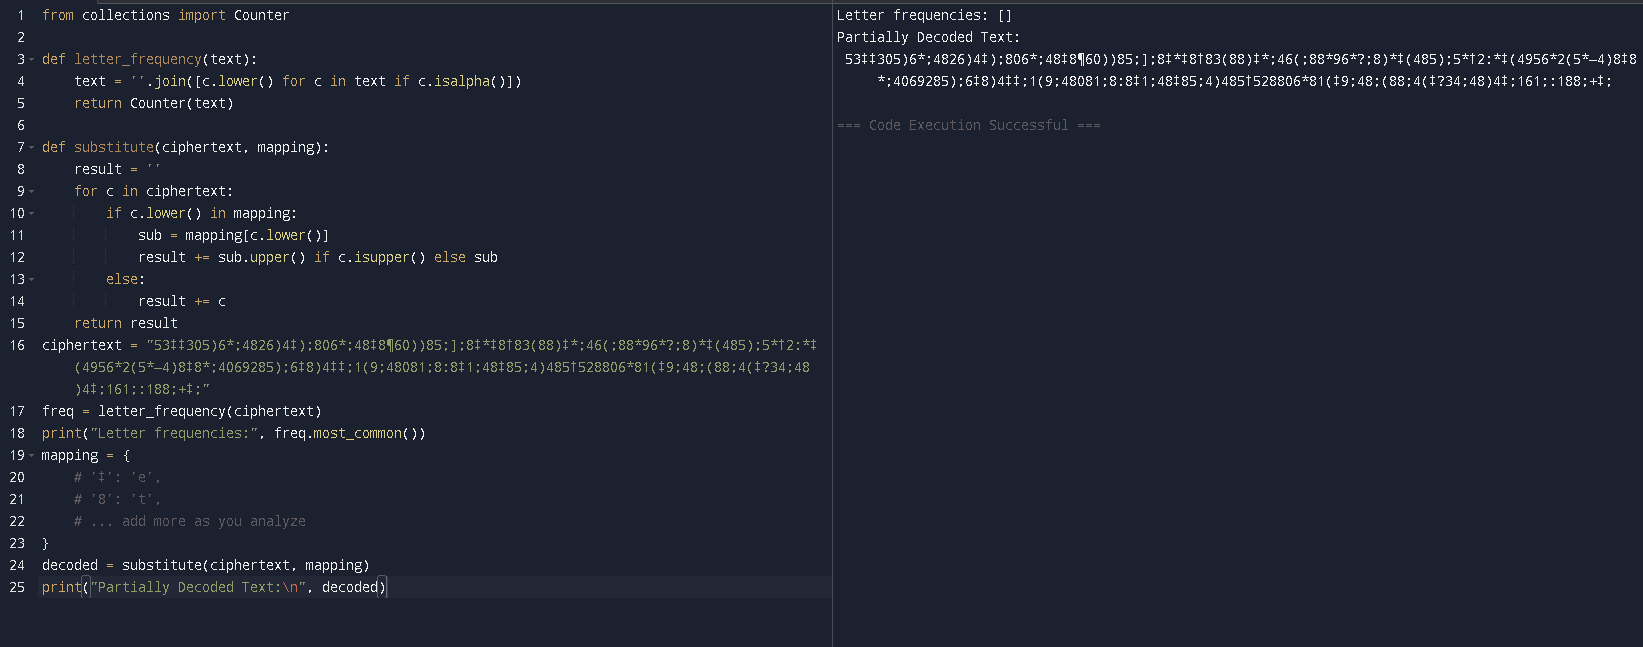 1 from collections import Counter
2
3 def letter_frequency(text):
4 text = ''.join([c.lower() for c in text if c.isalpha()])
5 return Counter(text)
6
7 def substitute(ciphertext, mapping):
8 result = ''
9 for c in ciphertext:
10 if c.lower() in mapping:
11 sub = mapping[c.lower()]
12 result += sub.upper() if c.isupper() else sub
13 else:
14 result += c
15 return result
16 ciphertext = "53‡‡305)6*;4826)4‡);806*;48‡8¶60))85;];8‡*‡8†83(88)‡*;46(;88*96*?;8)*‡(485);5*†2:*‡
(4956*2(5*—4)8‡8*;4069285);6‡8)4‡‡;1(9;48081;8:8‡1;48‡85;4)485†528806*81(‡9;48;(88;4(‡?34;48
)4‡;161;:188;+‡;"
17 freq = letter_frequency(ciphertext)
18 print("Letter frequencies:", freq.most_common())
19 mapping = {
20 # '‡': 'e',
21 # '8': 't',
22 # ... add more as you analyze
23 }
24 decoded = substitute(ciphertext, mapping)
25 print("Partially Decoded Text:\n", decoded)
Letter frequencies: []
Partially Decoded Text:
53‡‡305)6*;4826)4‡);806*;48‡8¶60))85;];8‡*‡8†83(88)‡*;46(;88*96*?;8)*‡(485);5*†2:*‡(4956*2(5*—4)8‡8
*;4069285);6‡8)4‡‡;1(9;48081;8:8‡1;48‡85;4)485†528806*81(‡9;48;(88;4(‡?34;48)4‡;161;:188;+‡;
=== Code Execution Successful ===